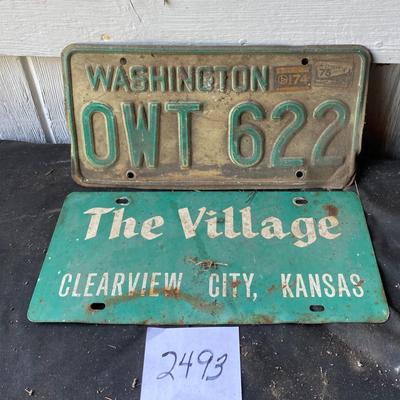 WASHINGTON
OWT 622
The Village
CLEARVIEW CITY, KANSAS
2493